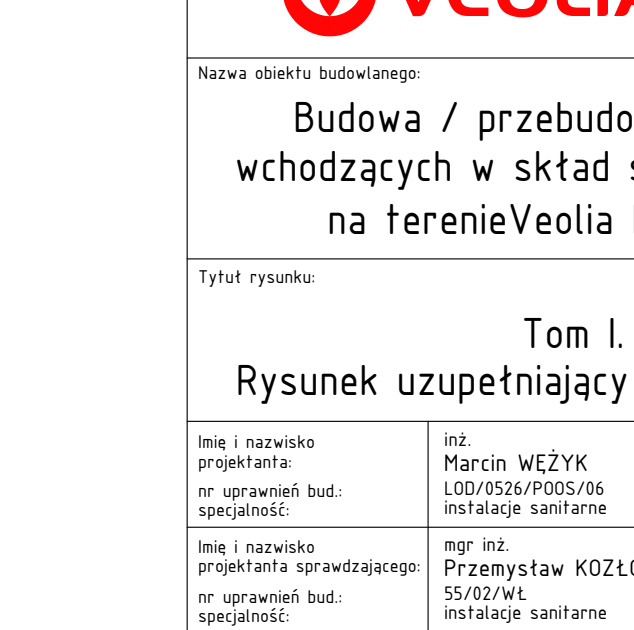 VEOLIA
Nazwa obiektu budowlanego:
Budowa / przebudo
wchodzących w skład
na terenieVeolia
Tytuł rysunku:
Tom I.
Rysunek uzupełniający
Imię i nazwisko
projektanta:
nr uprawnień bud.:
specjalność:
inż.
Marcin WĘŻYK
LOD/0526/POOS/06
instalacje sanitarne
Imię i nazwisko
projektanta sprawdzającego:
nr uprawnień bud.:
specjalność:
mgr inż.
Przemysław KOZŁO
55/02/WŁ
instalacje sanitarne